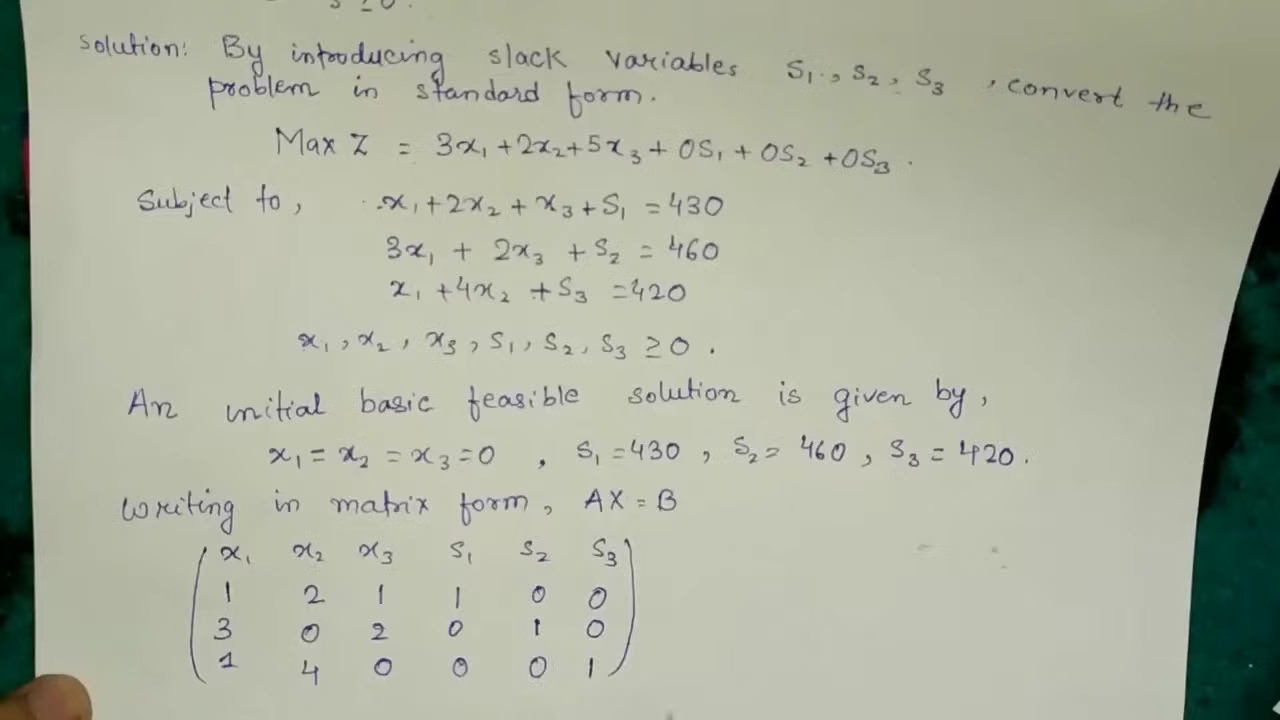 s ≥0.
Solution: By introducing slack variables S₁, S₂, S₃, convert the
problem in standard form.
Max Z = 3x₁+2x₂+5x₃+0S₁+0S₂+0S₃.
Subject to, x₁+2x₂+x₃+S₁=430
3x₁+2x₃+S₂=460
x₁+4x₂+S₃=420
x₁, x₂, x₃, S₁, S₂, S₃ ≥0.
An initial basic feasible solution is given by,
x₁=x₂=x₃=0, S₁=430, S₂=460, S₃=420.
Writing in matrix form, AX=B
x₁ x₂ x₃ S₁ S₂ S₃
1 2 1 1 0 0
3 0 2 0 1 0
1 4 0 0 0 1